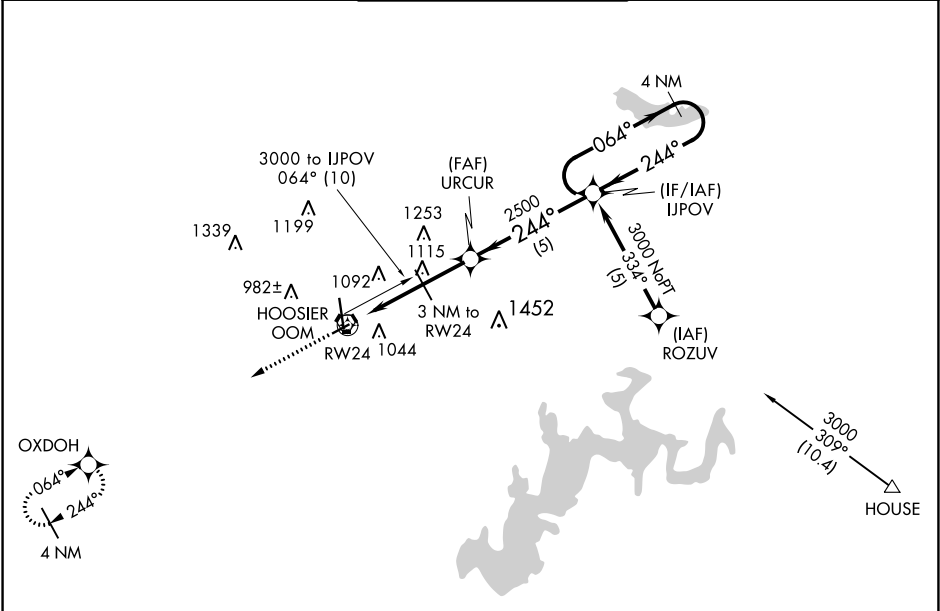 4 NM
064°
244°
3000 to IJPOV
064° (10)
(FAF)
URCUR
(IF/IAF)
IJPOV
2500
244°
(5)
3000 NoPT
334°
(5)
1339
1199
1253
1115
1092
982±
HOOSIER
OOM
3 NM to
RW24
1452
RW24
1044
(IAF)
ROZUV
3000
309°
(10.4)
HOUSE
OXDOH
064°
244°
4 NM